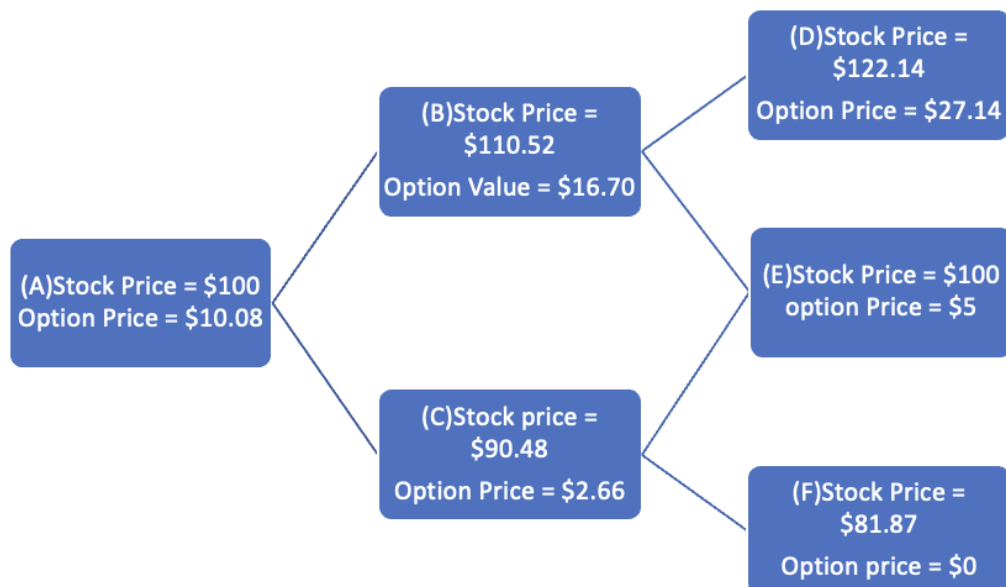 (A)Stock Price = $100
Option Price = $10.08
(B)Stock Price =
$110.52
Option Value = $16.70
(C)Stock price =
$90.48
Option Price = $2.66
(D)Stock Price =
$122.14
Option Price = $27.14
(E)Stock Price = $100
option Price = $5
(F)Stock Price =
$81.87
Option price = $0